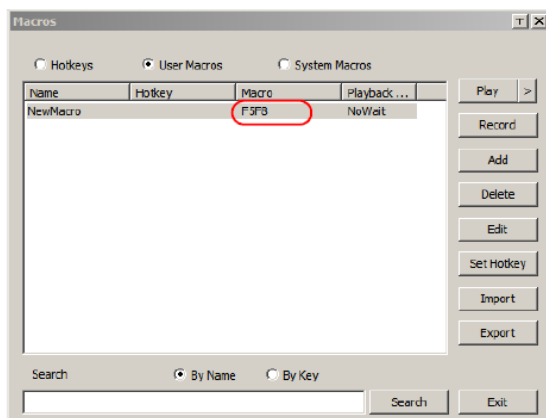 Macros
Hotkeys User Macros System Macros
Name Hotkey Macro Playback ...
NewMacro F5F8 NoWait
Play >
Record
Add
Delete
Edit
Set Hotkey
Import
Export
Search By Name By Key
Search Exit